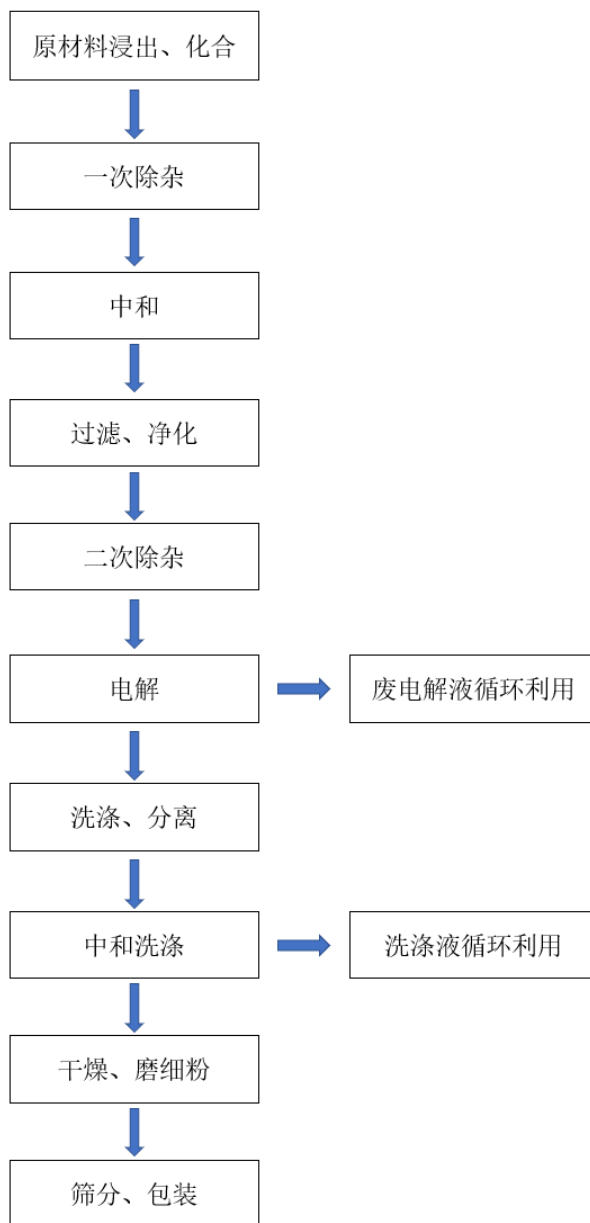 原材料浸出、化合
一次除杂
中和
过滤、净化
二次除杂
电解
废电解液循环利用
洗涤、分离
中和洗涤
洗涤液循环利用
干燥、磨细粉
筛分、包装